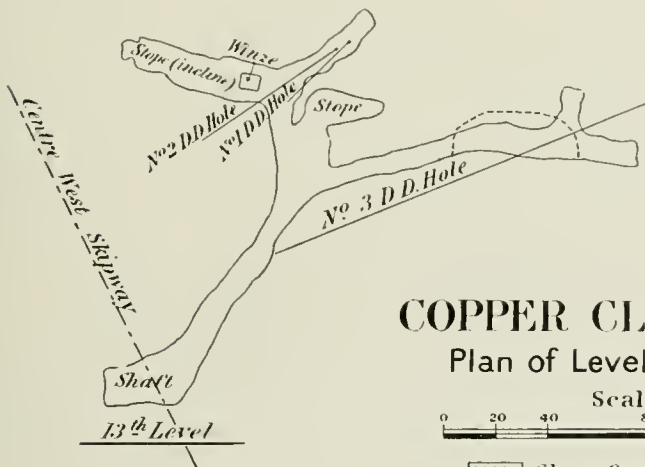 Winze
Stope (incline)
Nº 2 D.D. Hole
Nº 1 D.D. Hole
Stope
Centre West Skipway
Nº 3 D D. Hole
Shaft
13th Level
COPPER CL
Plan of Level
Scal
0 20 40 8